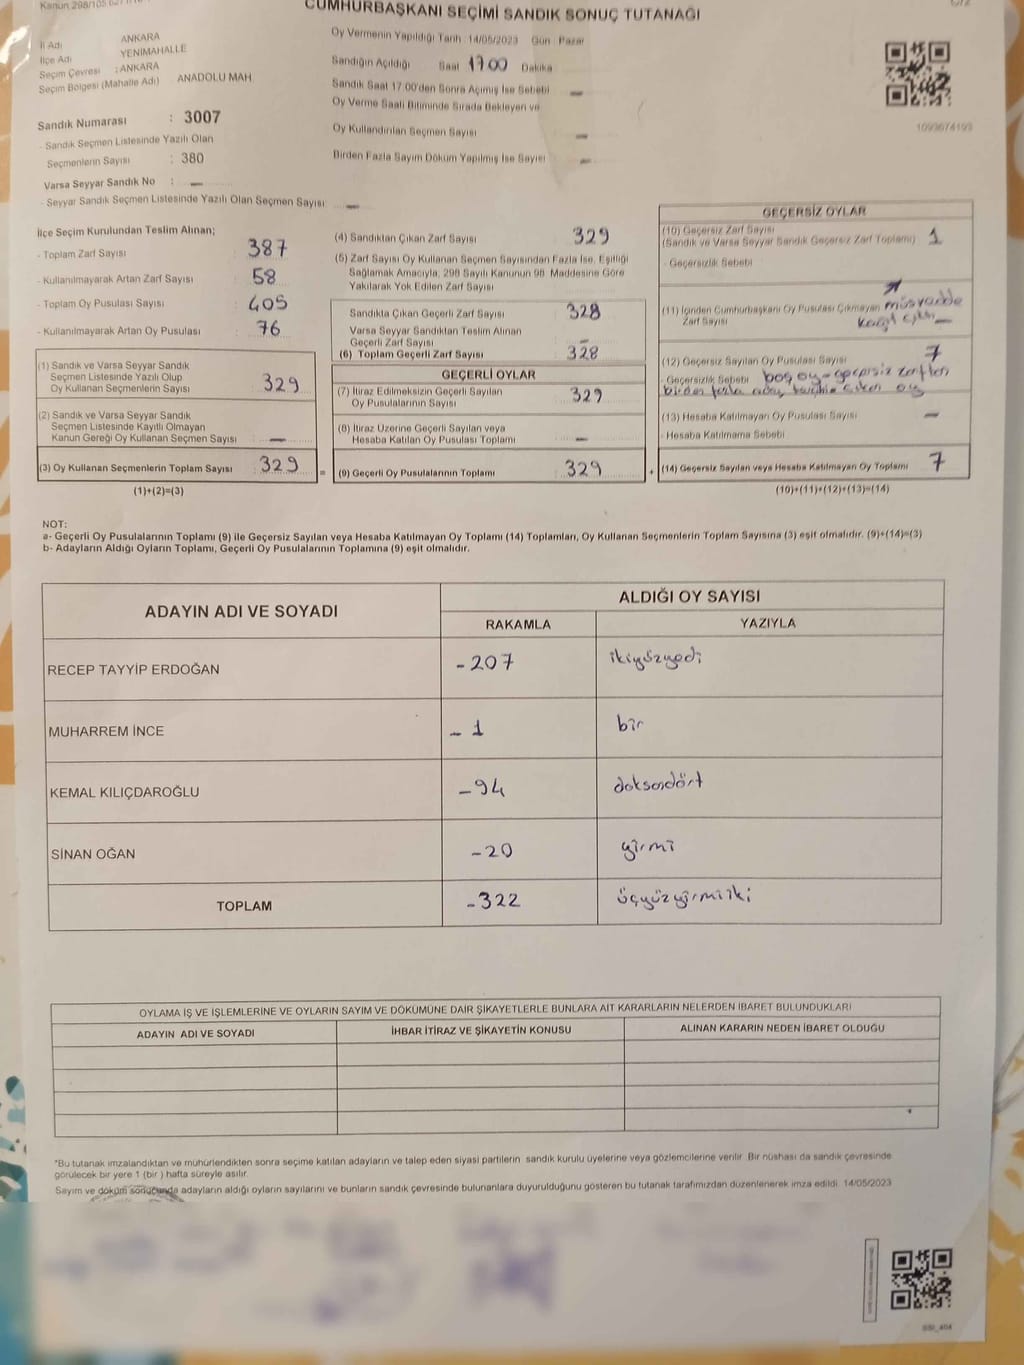 CUMHURBAŞKANI SEÇİMİ SANDIK SONUÇ TUTANAĞI
İl Adı ANKARA
İlçe Adı YENİMAHALLE
Seçim Çevresi : ANKARA
Seçim Bölgesi (Mahalle Adı) ANADOLU MAH.
Sandık Numarası : 3007
- Sandık Seçmen Listesinde Yazılı Olan
Seçmenlerin Sayısı : 380
Varsa Seyyar Sandık No : –
- Seyyar Sandık Seçmen Listesinde Yazılı Olan Seçmen Sayısı –
Oy Vermenin Yapıldığı Tarih :14/05/2023 Gün Pazar
Sandığın Açıldığı Saat 17 00 Dakika
Sandık Saat 17:00'den Sonra Açımış İse Sebebi –
Oy Verme Saati Bitiminde Sırada Bekleyen ve
Oy Kullandırılan Seçmen Sayısı –
Birden Fazla Sayım Döküm Yapılmış İse Sayısı –
1093674193
İlçe Seçim Kurulundan Teslim Alınan;
- Toplam Zarf Sayısı : 387
- Kullanılmayarak Artan Zarf Sayısı : 58
- Toplam Oy Pusulası Sayısı : 405
- Kullanılmayarak Artan Oy Pusulası : 76
(1) Sandık ve Varsa Seyyar Sandık
Seçmen Listesinde Yazılı Olup
Oy Kullanan Seçmenlerin Sayısı 329
(2) Sandık ve Varsa Seyyar Sandık
Seçmen Listesinde Kayıtlı Olmayan
Kanun Gereği Oy Kullanan Seçmen Sayısı –
(3) Oy Kullanan Seçmenlerin Toplam Sayısı 329 =
(1)+(2)=(3)
(4) Sandıktan Çıkan Zarf Sayısı 329
(5) Zarf Sayısı Oy Kullanan Seçmen Sayısından Fazla İse, Eşitliği
Sağlamak Amacıyla, 298 Sayılı Kanunun 98. Maddesine Göre
Yakılarak Yok Edilen Zarf Sayısı
Sandıkta Çıkan Geçerli Zarf Sayısı 328
Varsa Seyyar Sandıktan Teslim Alınan
Geçerli Zarf Sayısı –
(6) Toplam Geçerli Zarf Sayısı 328
GEÇERLİ OYLAR
(7) İtiraz Edilmeksizin Geçerli Sayılan
Oy Pusulalarının Sayısı 329
(8) İtiraz Üzerine Geçerli Sayılan veya
Hesaba Katılan Oy Pusulası Toplamı –
(9) Geçerli Oy Pusulalarının Toplamı 329 +
GEÇERSİZ OYLAR
(10) Geçersiz Zarf Sayısı
(Sandık ve Varsa Seyyar Sandık Geçersiz Zarf Toplamı) 1
- Geçersizlik Sebebi
(11) İçinden Cumhurbaşkanı Oy Pusulası Çıkmayan müsvedde
Zarf Sayısı kağıt çıktı –
(12) Geçersiz Sayılan Oy Pusulası Sayısı 7
- Geçersizlik Sebebi boş oy - geçersiz zarftan
birden fazla aday çıkan oy
(13) Hesaba Katılmayan Oy Pusulası Sayısı –
- Hesaba Katılmama Sebebi
(14) Geçersiz Sayılan veya Hesaba Katılmayan Oy Toplamı 7
(10)+(11)+(12)+(13)=(14)
NOT:
a- Geçerli Oy Pusulalarının Toplamı (9) ile Geçersiz Sayılan veya Hesaba Katılmayan Oy Toplamı (14) Toplamları, Oy Kullanan Seçmenlerin Toplam Sayısına (3) eşit olmalıdır. (9)+(14)=(3)
b- Adayların Aldığı Oyların Toplamı, Geçerli Oy Pusulalarının Toplamına (9) eşit olmalıdır.
ADAYIN ADI VE SOYADI
ALDIĞI OY SAYISI
RAKAMLA YAZIYLA
RECEP TAYYİP ERDOĞAN -207 ikiyüzyedi
MUHARREM İNCE - 1 bir
KEMAL KILIÇDAROĞLU -94 doksandört
SİNAN OĞAN -20 yirmi
TOPLAM -322 üçyüzyirmiiki
OYLAMA İŞ VE İŞLEMLERİNE VE OYLARIN SAYIM VE DÖKÜMÜNE DAİR ŞİKAYETLERLE BUNLARA AİT KARARLARIN NELERDEN İBARET BULUNDUKLARI
ADAYIN ADI VE SOYADI İHBAR İTİRAZ VE ŞİKAYETİN KONUSU ALINAN KARARIN NEDEN İBARET OLDUĞU
*Bu tutanak imzalandıktan ve mühürlendikten sonra seçime katılan adayların ve talep eden siyasi partilerin sandık kurulu üyelerine veya gözlemcilerine verilir. Bir nüshası da sandık çevresinde
görülecek bir yere 1 (bir) hafta süreyle asılır.
Sayım ve döküm sonucunda adayların aldığı oyların sayılarını ve bunların sandık çevresinde bulunanlara duyurulduğunu gösteren bu tutanak tarafımızdan düzenlenerek imza edildi. 14/05/2023